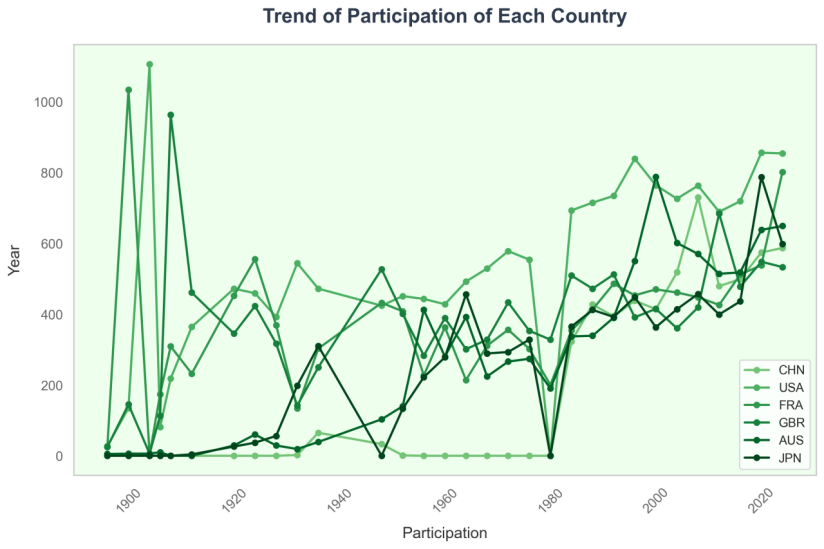 Trend of Participation of Each Country
Year
1000
800
600
400
200
0
1900
1920
1940
1960
1980
2000
2020
Participation
CHN
USA
FRA
GBR
AUS
JPN